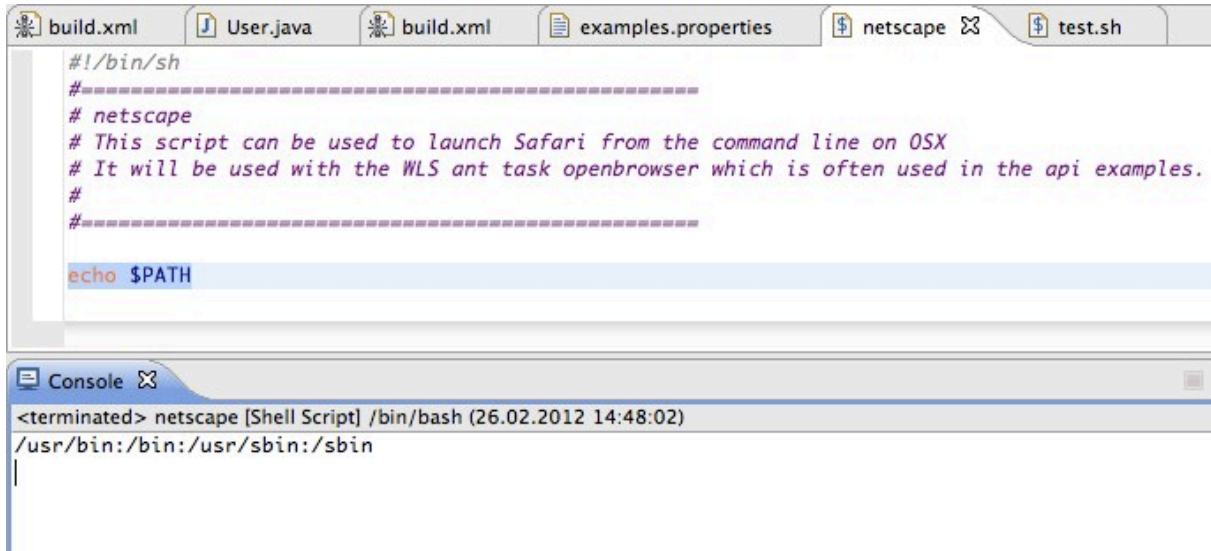 build.xml User.java build.xml examples.properties netscape test.sh
#!/bin/sh
#==================================================
# netscape
# This script can be used to launch Safari from the command line on OSX
# It will be used with the WLS ant task openbrowser which is often used in the api examples.
#
#==================================================
echo $PATH
Console
<terminated> netscape [Shell Script] /bin/bash (26.02.2012 14:48:02)
/usr/bin:/bin:/usr/sbin:/sbin